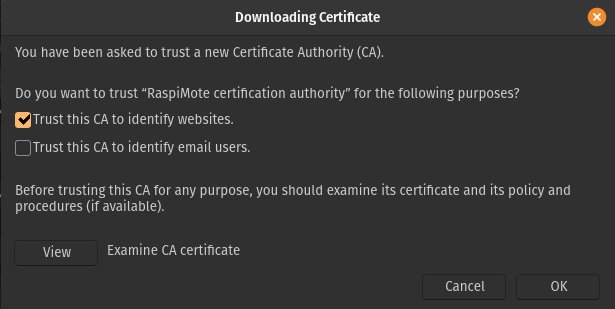 Downloading Certificate
You have been asked to trust a new Certificate Authority (CA).
Do you want to trust “RaspiMote certification authority” for the following purposes?
Trust this CA to identify websites.
Trust this CA to identify email users.
Before trusting this CA for any purpose, you should examine its certificate and its policy and
procedures (if available).
View Examine CA certificate
Cancel OK